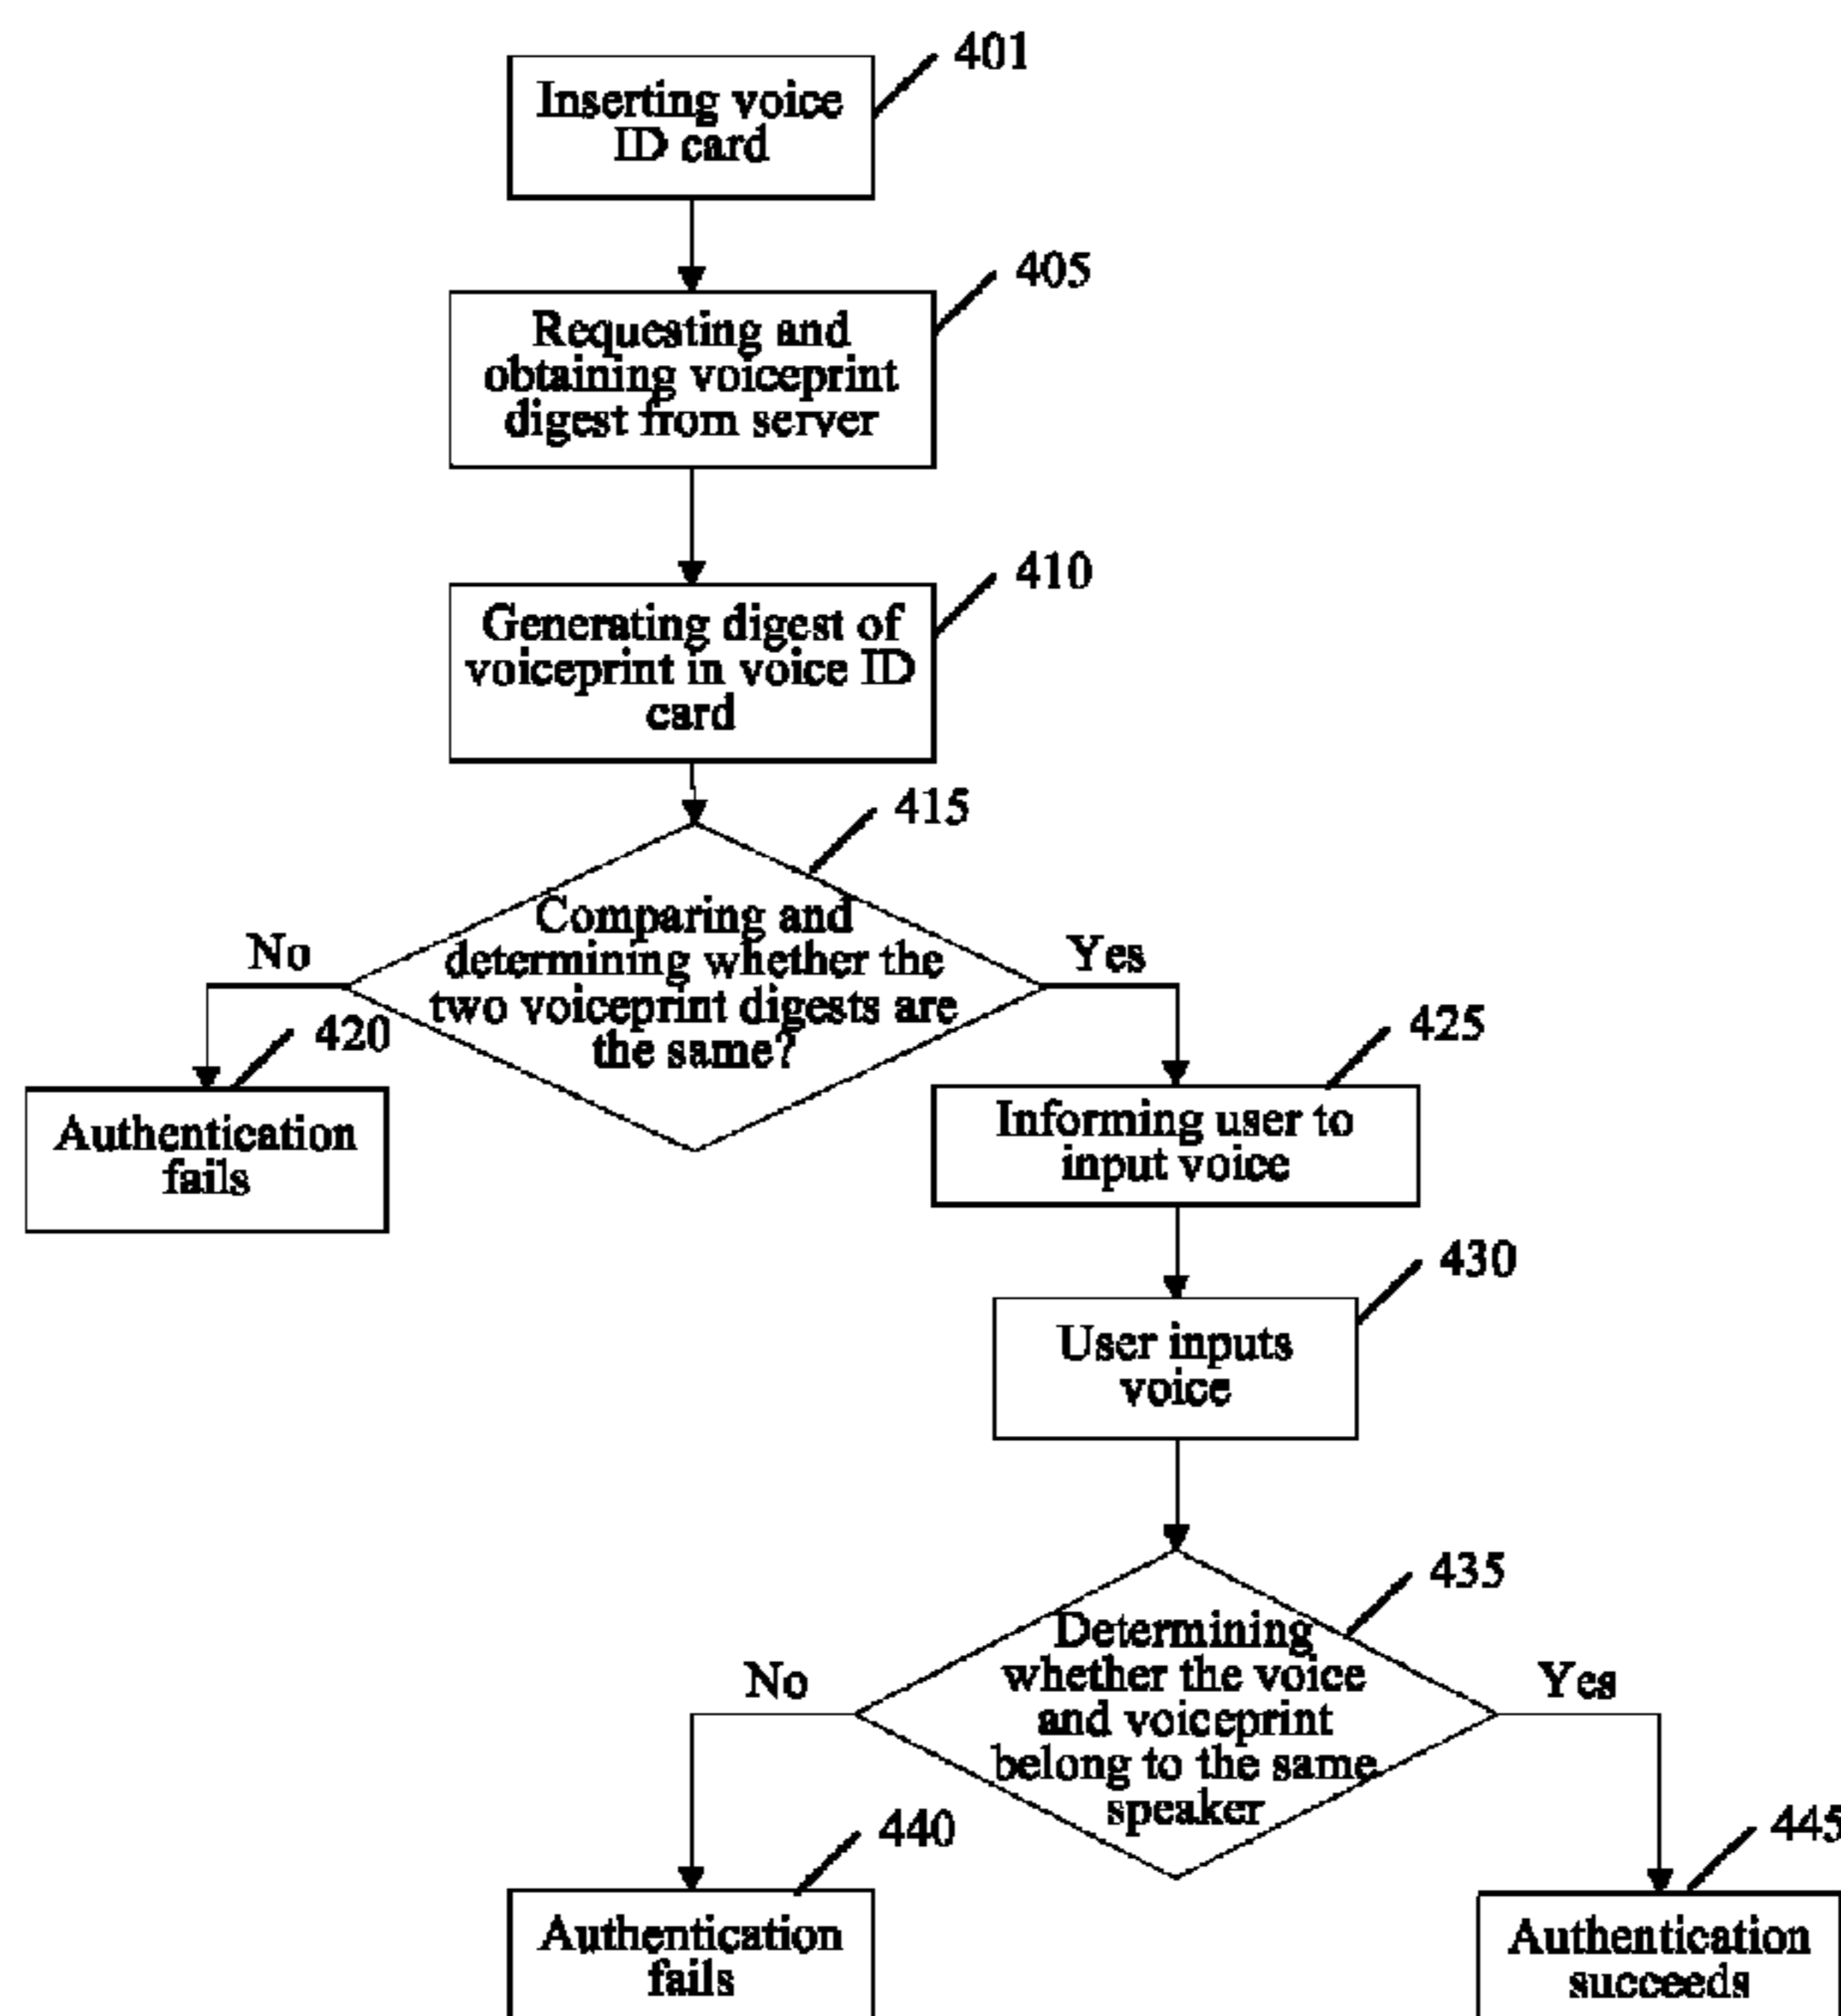 401
Inserting voice
ID card
405
Requesting and
obtaining voiceprint
digest from server
410
Generating digest of
voiceprint in voice ID
card
415
Comparing and
determining whether the
two voiceprint digests are
the same?
No
Yes
420
Authentication
fails
425
Informing user to
input voice
430
User inputs
voice
435
Determining
whether the voice
and voiceprint
belong to the same
speaker
No
Yes
440
Authentication
fails
445
Authentication
succeeds